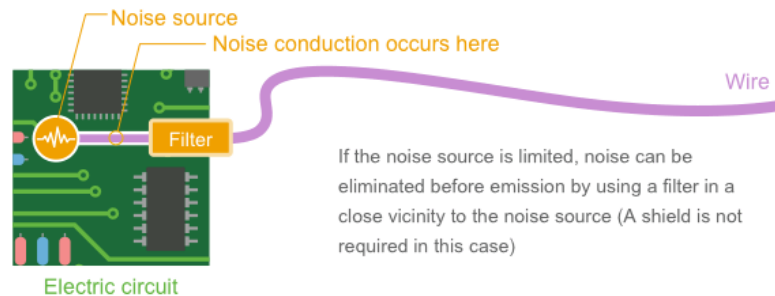 Noise source
Noise conduction occurs here
Wire
Filter
If the noise source is limited, noise can be
eliminated before emission by using a filter in a
close vicinity to the noise source (A shield is not
required in this case)
Electric circuit